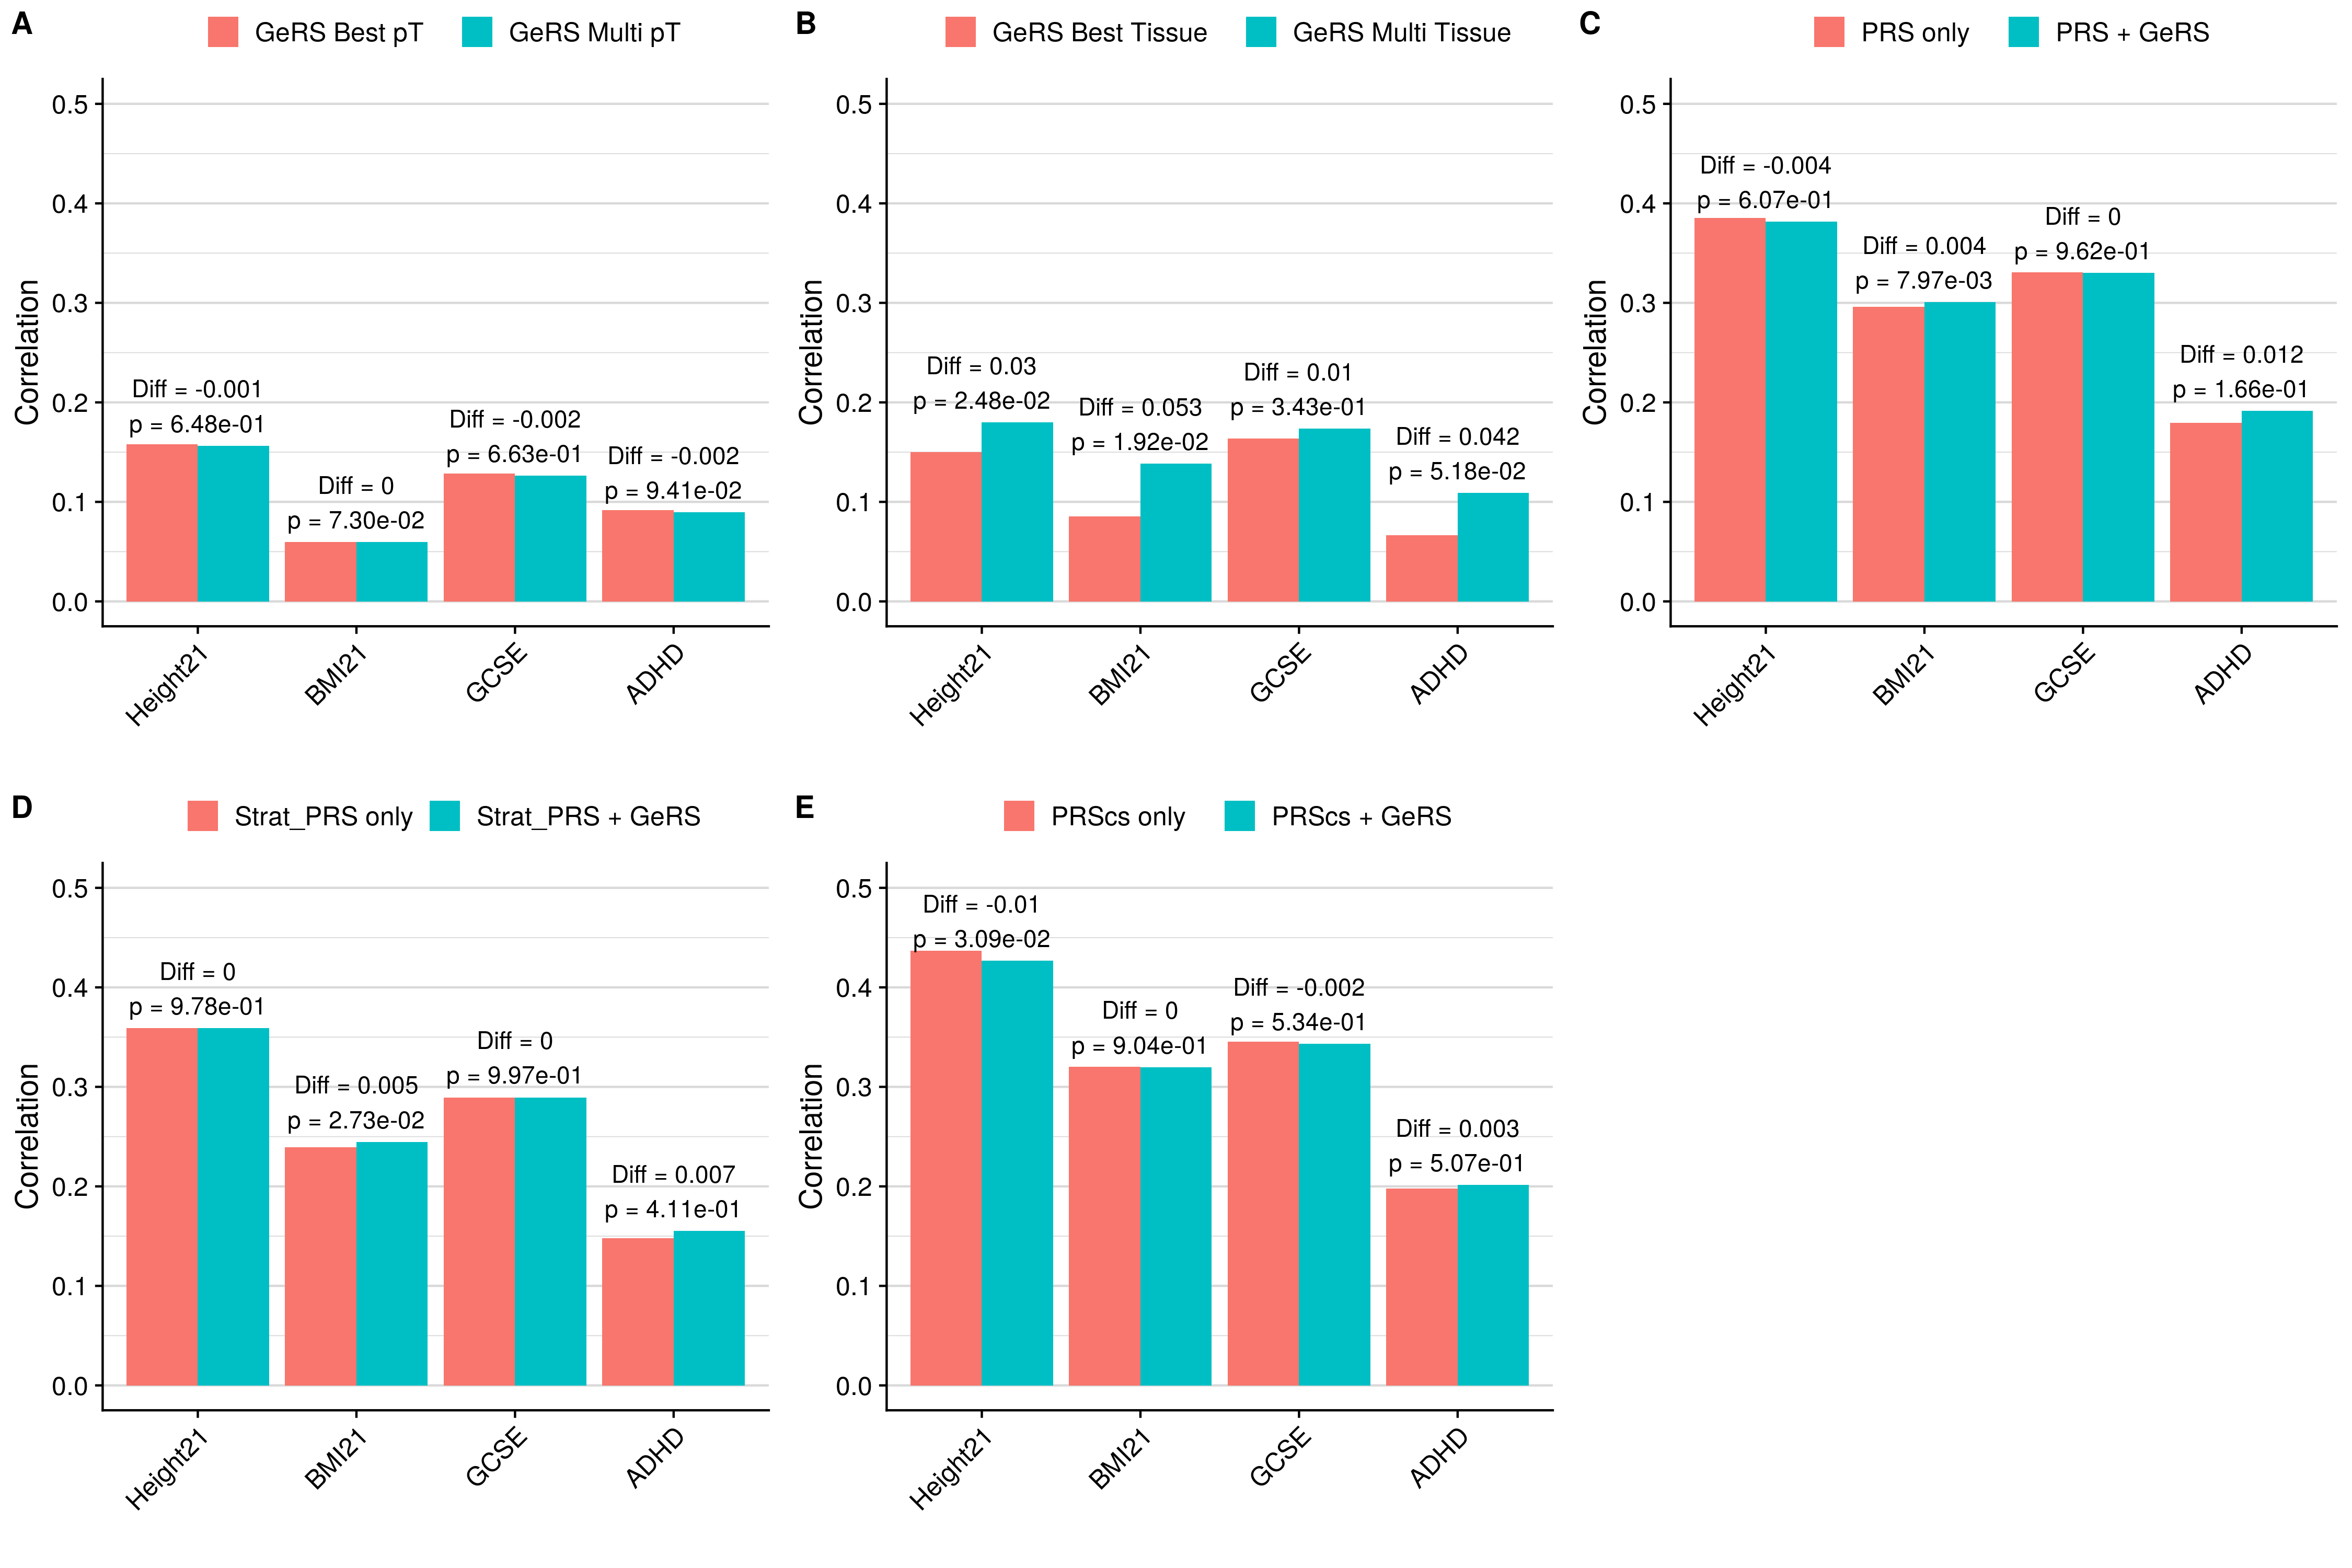 A
GeRS Best pT
GeRS Multi pT
Correlation
0.5
0.4
0.3
0.2
0.1
0.0
Diff = -0.001
p = 6.48e-01
Diff = 0
p = 7.30e-02
Diff = -0.002
p = 6.63e-01
Diff = -0.002
p = 9.41e-02
Height21
BMI21
GCSE
ADHD
B
GeRS Best Tissue
GeRS Multi Tissue
Correlation
0.5
0.4
0.3
0.2
0.1
0.0
Diff = 0.03
p = 2.48e-02
Diff = 0.053
p = 1.92e-02
Diff = 0.01
p = 3.43e-01
Diff = 0.042
p = 5.18e-02
Height21
BMI21
GCSE
ADHD
C
PRS only
PRS + GeRS
Correlation
0.5
0.4
0.3
0.2
0.1
0.0
Diff = -0.004
p = 6.07e-01
Diff = 0.004
p = 7.97e-03
Diff = 0
p = 9.62e-01
Diff = 0.012
p = 1.66e-01
Height21
BMI21
GCSE
ADHD
D
Strat_PRS only
Strat_PRS + GeRS
Correlation
0.5
0.4
0.3
0.2
0.1
0.0
Diff = 0
p = 9.78e-01
Diff = 0.005
p = 2.73e-02
Diff = 0
p = 9.97e-01
Diff = 0.007
p = 4.11e-01
Height21
BMI21
GCSE
ADHD
E
PRScs only
PRScs + GeRS
Correlation
0.5
0.4
0.3
0.2
0.1
0.0
Diff = -0.01
p = 3.09e-02
Diff = 0
p = 9.04e-01
Diff = -0.002
p = 5.34e-01
Diff = 0.003
p = 5.07e-01
Height21
BMI21
GCSE
ADHD